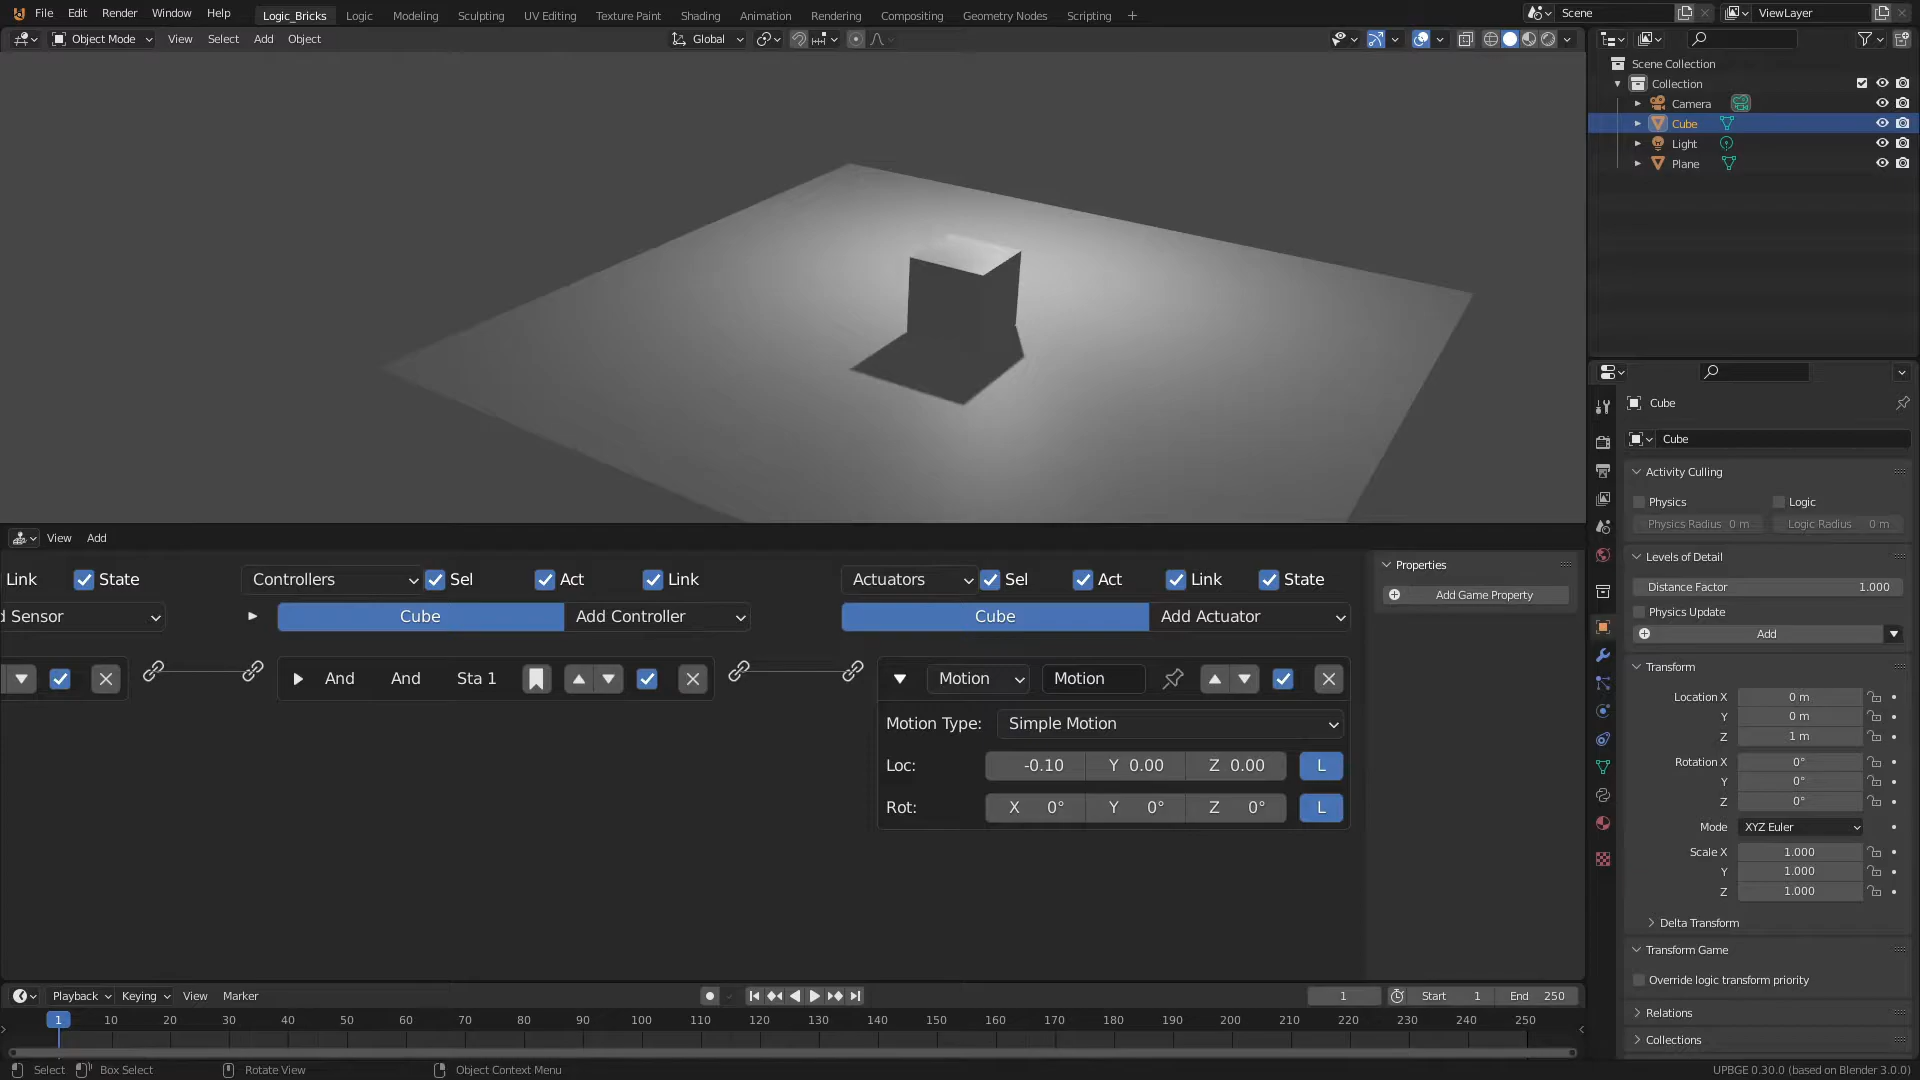 File Edit Render Window Help Logic_Bricks Logic Modeling Sculpting UV Editing Texture Paint Shading Animation Rendering Compositing Geometry Nodes Scripting + Scene ViewLayer
Object Mode View Select Add Object Global
Scene Collection
Collection
Camera
Cube
Light
Plane
Cube
Cube
Activity Culling
Physics Logic
Physics Radius 0 m Logic Radius 0 m
Levels of Detail
Distance Factor 1.000
Physics Update
Add
Transform
Location X 0 m
Y 0 m
Z 1 m
Rotation X 0°
Y 0°
Z 0°
Mode XYZ Euler
Scale X 1.000
Y 1.000
Z 1.000
Delta Transform
Transform Game
Override logic transform priority
Relations
Collections
View Add
Link State Controllers Sel Act Link Actuators Sel Act Link State
d Sensor Cube Add Controller Cube Add Actuator
And And Sta 1 Motion Motion
Motion Type: Simple Motion
Loc: -0.10 Y 0.00 Z 0.00 L
Rot: X 0° Y 0° Z 0° L
Properties
Add Game Property
Playback Keying View Marker 1 Start 1 End 250
1 10 20 30 40 50 60 70 80 90 100 110 120 130 140 150 160 170 180 190 200 210 220 230 240 250
Select Box Select Rotate View Object Context Menu UPBGE 0.30.0 (based on Blender 3.0.0)